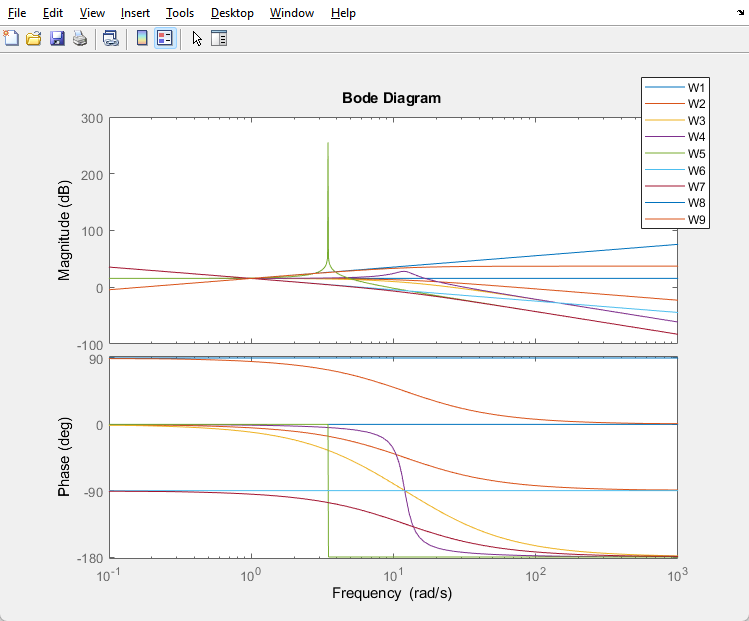 File Edit View Insert Tools Desktop Window Help
Bode Diagram
W1
W2
W3
W4
W5
W6
W7
W8
W9
Magnitude (dB)
300
200
100
0
-100
Phase (deg)
90
0
-90
-180
10^-1 10^0 10^1 10^2 10^3
Frequency (rad/s)